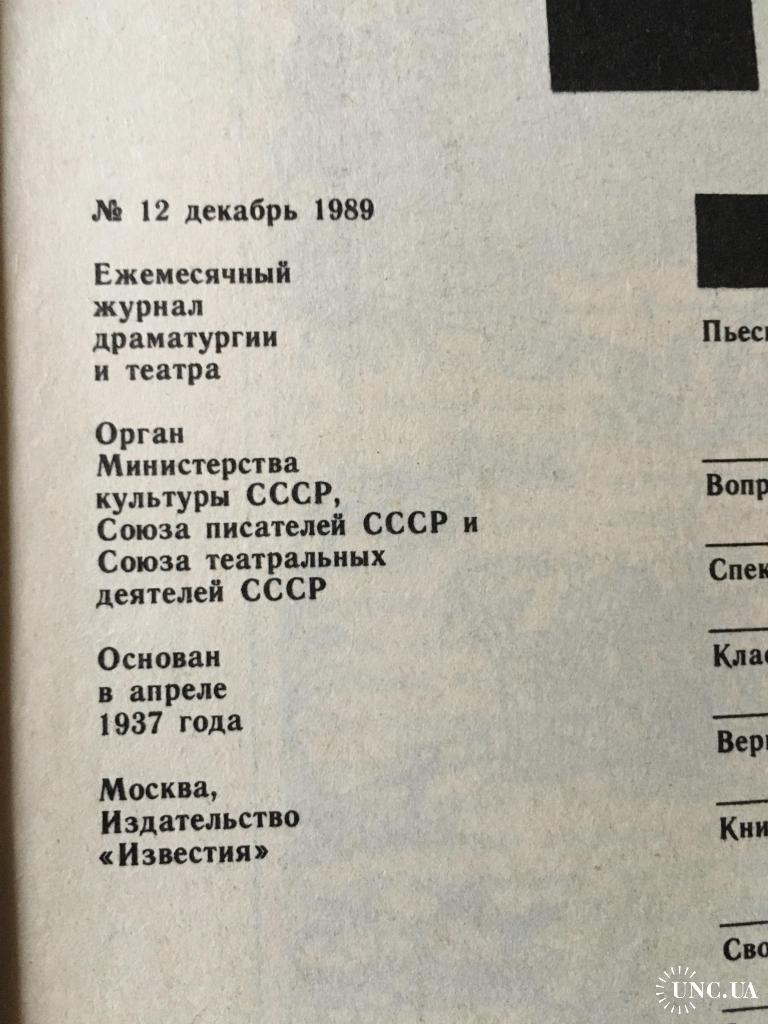 № 12 декабрь 1989
Ежемесячный
журнал
драматургии
и театра
Орган
Министерства
культуры СССР,
Союза писателей СССР и
Союза театральных
деятелей СССР
Основан
в апреле
1937 года
Москва,
Издательство
«Известия»
UNC.UA